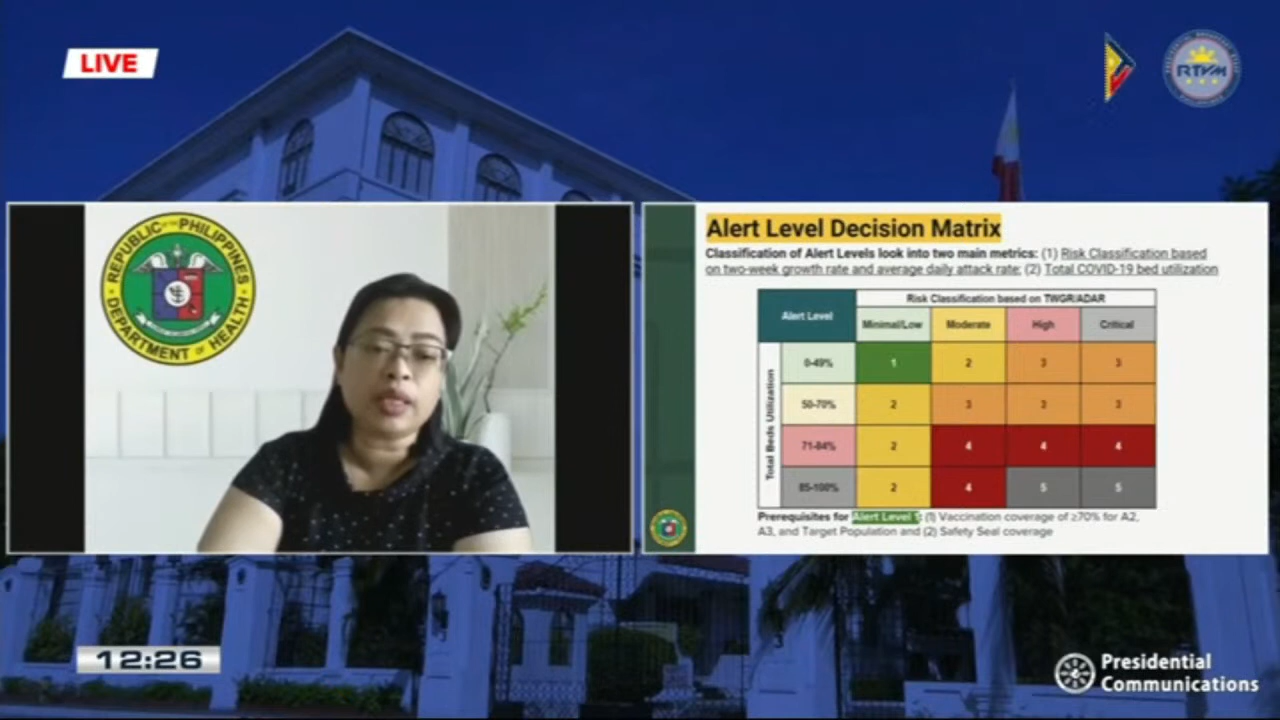 LIVE
RTVM
REPUBLIC OF THE PHILIPPINES
DEPARTMENT OF HEALTH
Alert Level Decision Matrix
Classification of Alert Levels look into two main metrics: (1) Risk Classification based
on two-week growth rate and average daily attack rate; (2) Total COVID-19 bed utilization
Alert Level
Risk Classification based on TWGR/ADAR
Minimal/Low Moderate High Critical
Total Beds Utilization
0-49% 1 2 3 3
50-70% 2 3 3 3
71-84% 2 4 4 4
85-100% 2 4 5 5
Prerequisites for Alert Level 1: (1) Vaccination coverage of ≥70% for A2,
A3, and Target Population and (2) Safety Seal coverage
12:26
Presidential
Communications